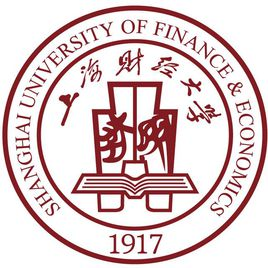 SHANGHAI UNIVERSITY OF FINANCE & ECONOMICS
上海财经大学
1917